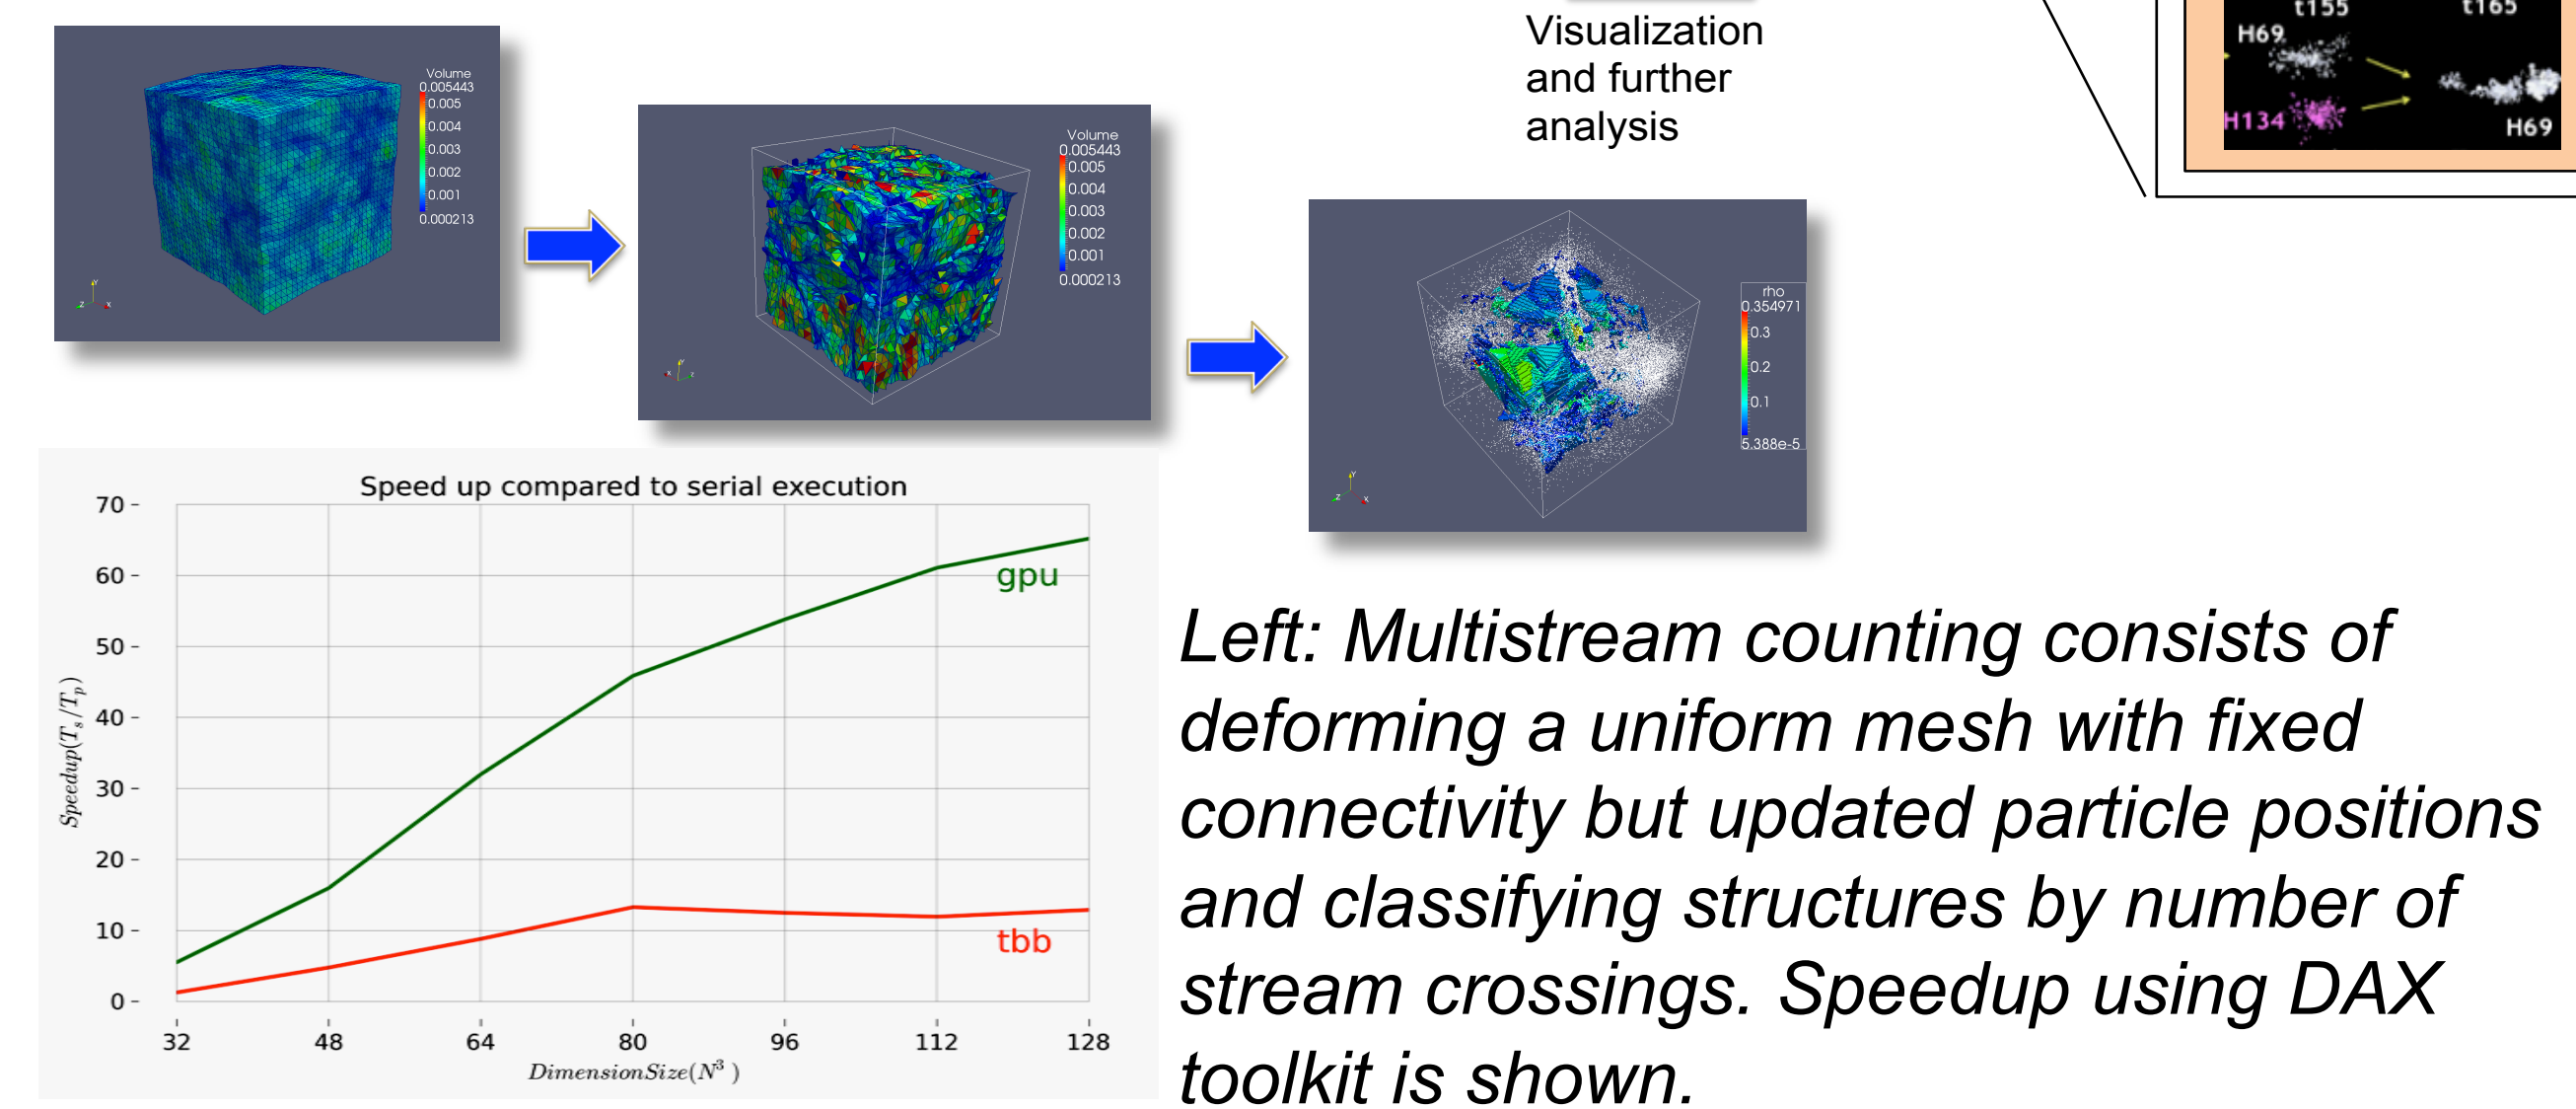 Visualization
and further
analysis
t155
t165
H69
H134
H69
Volume
0.005443
0.005
0.004
0.003
0.002
0.001
0.000213
Y
Z
X
Volume
0.005443
0.005
0.004
0.003
0.002
0.001
0.000213
X
Y
Z
rho
0.354971
0.3
0.2
0.1
5.388e-5
Y
Z
X
Speed up compared to serial execution
70
60
50
40
30
20
10
0
Speedup(Ts/Tp)
gpu
tbb
32 48 64 80 96 112 128
DimensionSize(N³)
Left: Multistream counting consists of
deforming a uniform mesh with fixed
connectivity but updated particle positions
and classifying structures by number of
stream crossings. Speedup using DAX
toolkit is shown.